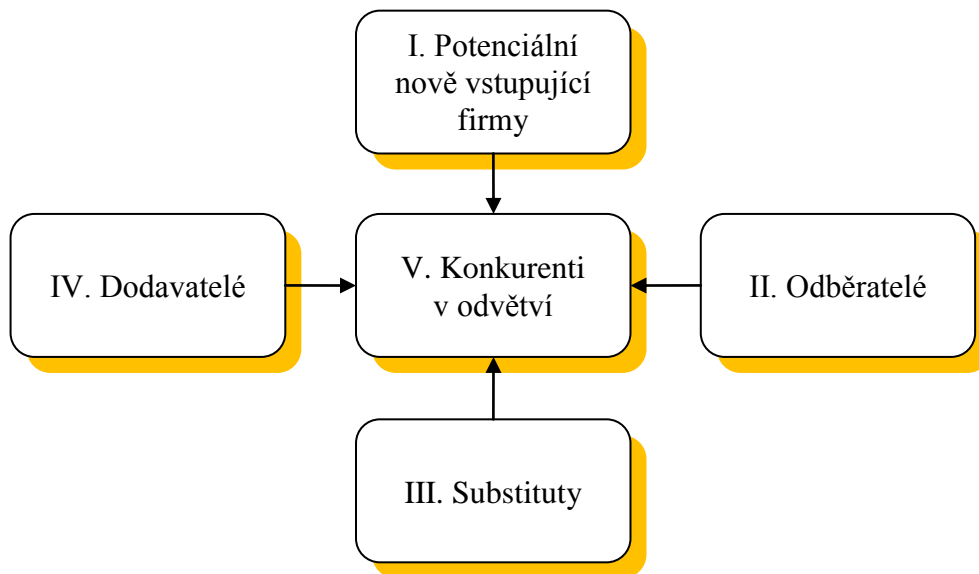 I. Potenciální
nově vstupující
firmy
IV. Dodavatelé
V. Konkurenti
v odvětví
II. Odběratelé
III. Substituty